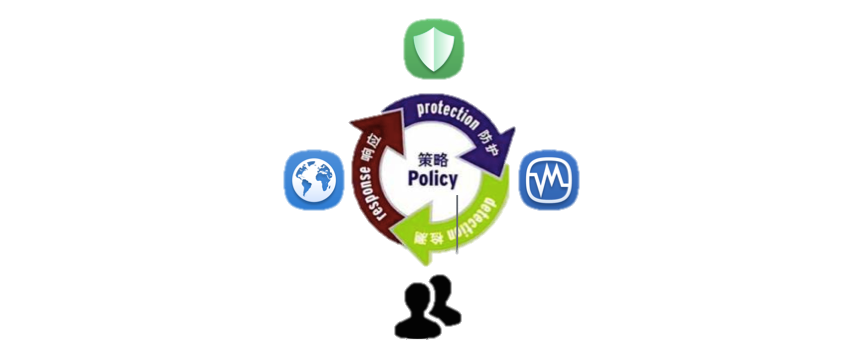 protection 防护
策略
Policy
detection 检测
response 响应